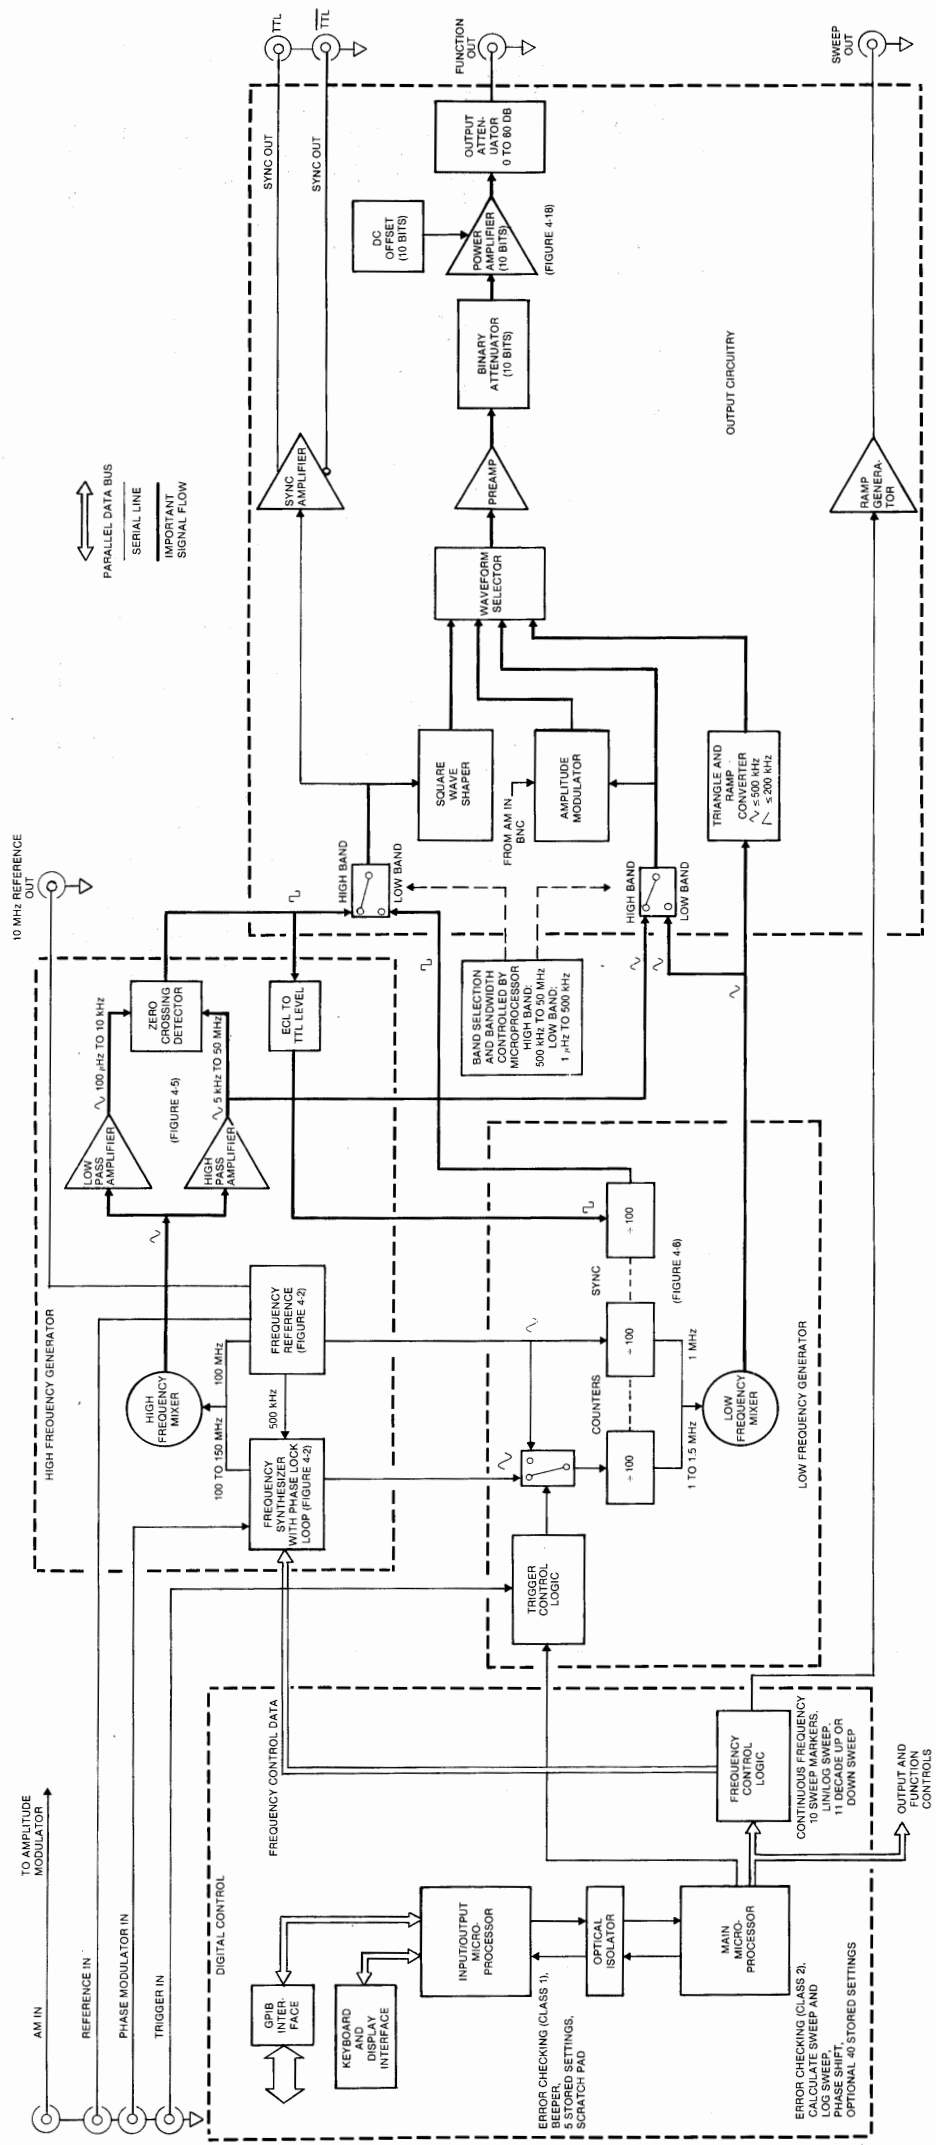 AM IN
TO AMPLITUDE
MODULATOR
REFERENCE IN
PHASE MODULATOR IN
TRIGGER IN
10 MHz REFERENCE
OUT
PARALLEL DATA BUS
SERIAL LINE
IMPORTANT
SIGNAL FLOW
TTL
TTL
SYNC OUT
SYNC OUT
FUNCTION
OUT
SWEEP
OUT
DIGITAL CONTROL
GPIB
INTER-
FACE
KEYBOARD
AND
DISPLAY
INTERFACE
INPUT/OUTPUT
MICRO-
PROCESSOR
ERROR CHECKING (CLASS 1),
BEEPER,
5 STORED SETTINGS,
SCRATCH PAD
OPTICAL
ISOLATOR
MAIN
MICRO-
PROCESSOR
ERROR CHECKING (CLASS 2),
CALCULATE SWEEP AND
LOG SWEEP,
PHASE SHIFT,
OPTIONAL 40 STORED SETTINGS
FREQUENCY CONTROL DATA
FREQUENCY
CONTROL
LOGIC
CONTINUOUS FREQUENCY
10 SWEEP MARKERS,
LIN/LOG SWEEP,
11 DECADE UP OR
DOWN SWEEP
OUTPUT AND
FUNCTION
CONTROLS
HIGH FREQUENCY GENERATOR
FREQUENCY
SYNTHESIZER
WITH PHASE LOCK
LOOP (FIGURE 4-2)
100 TO 150 MHz
100 MHz
500 kHz
HIGH
FREQUENCY
MIXER
FREQUENCY
REFERENCE
(FIGURE 4-2)
LOW
PASS
AMPLIFIER
HIGH
PASS
AMPLIFIER
100 µHz TO 10 kHz
(FIGURE 4-5)
5 kHz TO 50 MHz
ZERO
CROSSING
DETECTOR
ECL TO
TTL LEVEL
LOW FREQUENCY GENERATOR
TRIGGER
CONTROL
LOGIC
COUNTERS
SYNC
÷100
÷100
÷100
(FIGURE 4-6)
1 TO 1.5 MHz
1 MHz
LOW
FREQUENCY
MIXER
BAND SELECTION
AND BANDWIDTH
CONTROLLED BY
MICROPROCESSOR
HIGH BAND:
500 kHz TO 50 MHz
LOW BAND:
1 µHz TO 500 kHz
HIGH BAND
LOW BAND
HIGH BAND
LOW BAND
SQUARE
WAVE
SHAPER
FROM AM IN
BNC
AMPLITUDE
MODULATOR
TRIANGLE AND
RAMP
CONVERTER
≤ 500 kHz
≤ 200 kHz
SYNC
AMPLIFIER
WAVEFORM
SELECTOR
PREAMP
BINARY
ATTENUATOR
(10 BITS)
DC
OFFSET
(10 BITS)
POWER
AMPLIFIER
(10 BITS)
(FIGURE 4-18)
OUTPUT
ATTEN-
UATOR
0 TO 60 DB
OUTPUT CIRCUITRY
RAMP
GENERA-
TOR